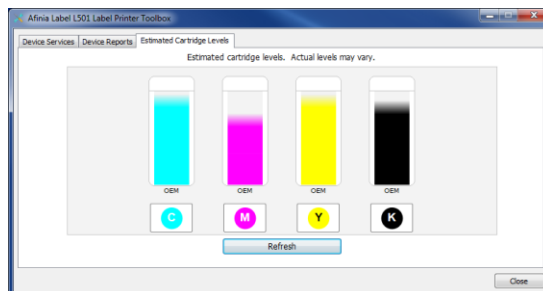 Afinia Label L501 Label Printer Toolbox
Device Services Device Reports Estimated Cartridge Levels
Estimated cartridge levels. Actual levels may vary.
OEM OEM OEM OEM
C M Y K
Refresh
Close